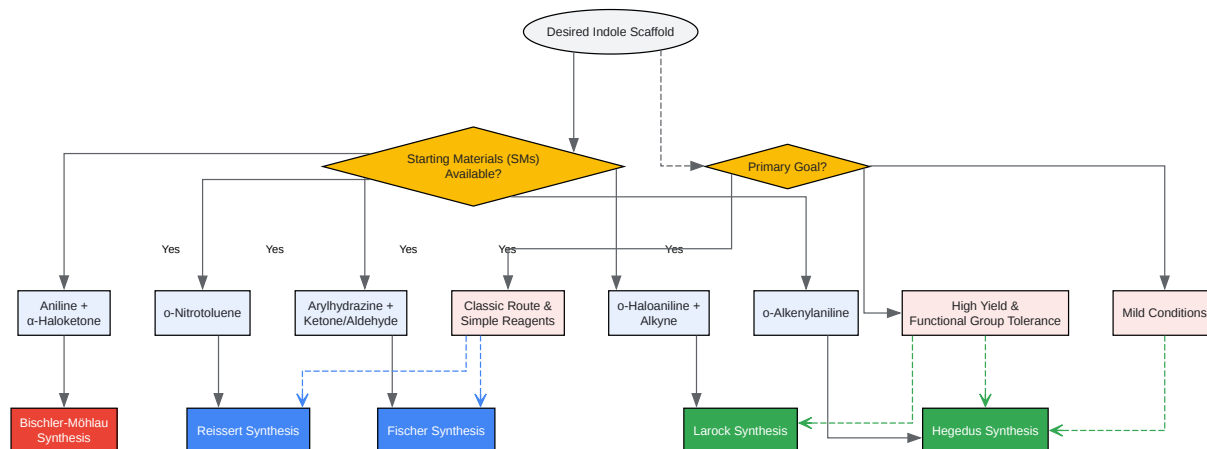 Desired Indole Scaffold
Starting Materials (SMs)
Available?
Primary Goal?
Yes
Yes
Yes
Yes
Yes
Aniline +
α-Haloketone
o-Nitrotoluene
Arylhydrazine +
Ketone/Aldehyde
Classic Route &
Simple Reagents
o-Haloaniline +
Alkyne
o-Alkenylaniline
High Yield &
Functional Group Tolerance
Mild Conditions
Bischler-Möhlau
Synthesis
Reissert Synthesis
Fischer Synthesis
Larock Synthesis
Hegedus Synthesis